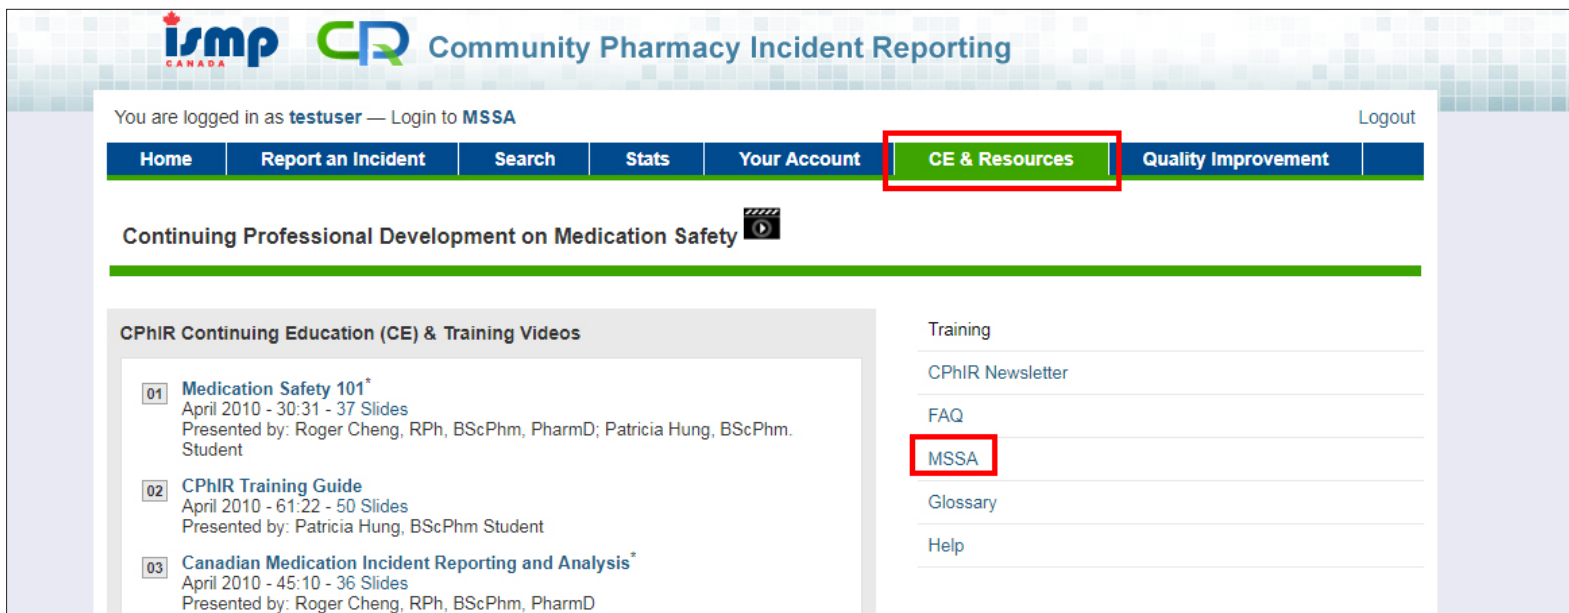 ismp
CANADA
CR Community Pharmacy Incident Reporting
You are logged in as testuser — Login to MSSA
Logout
Home Report an Incident Search Stats Your Account CE & Resources Quality Improvement
Continuing Professional Development on Medication Safety
CPhIR Continuing Education (CE) & Training Videos
01 Medication Safety 101*
April 2010 - 30:31 - 37 Slides
Presented by: Roger Cheng, RPh, BScPhm, PharmD; Patricia Hung, BScPhm.
Student
02 CPhIR Training Guide
April 2010 - 61:22 - 50 Slides
Presented by: Patricia Hung, BScPhm Student
03 Canadian Medication Incident Reporting and Analysis*
April 2010 - 45:10 - 36 Slides
Presented by: Roger Cheng, RPh, BScPhm, PharmD
Training
CPhIR Newsletter
FAQ
MSSA
Glossary
Help